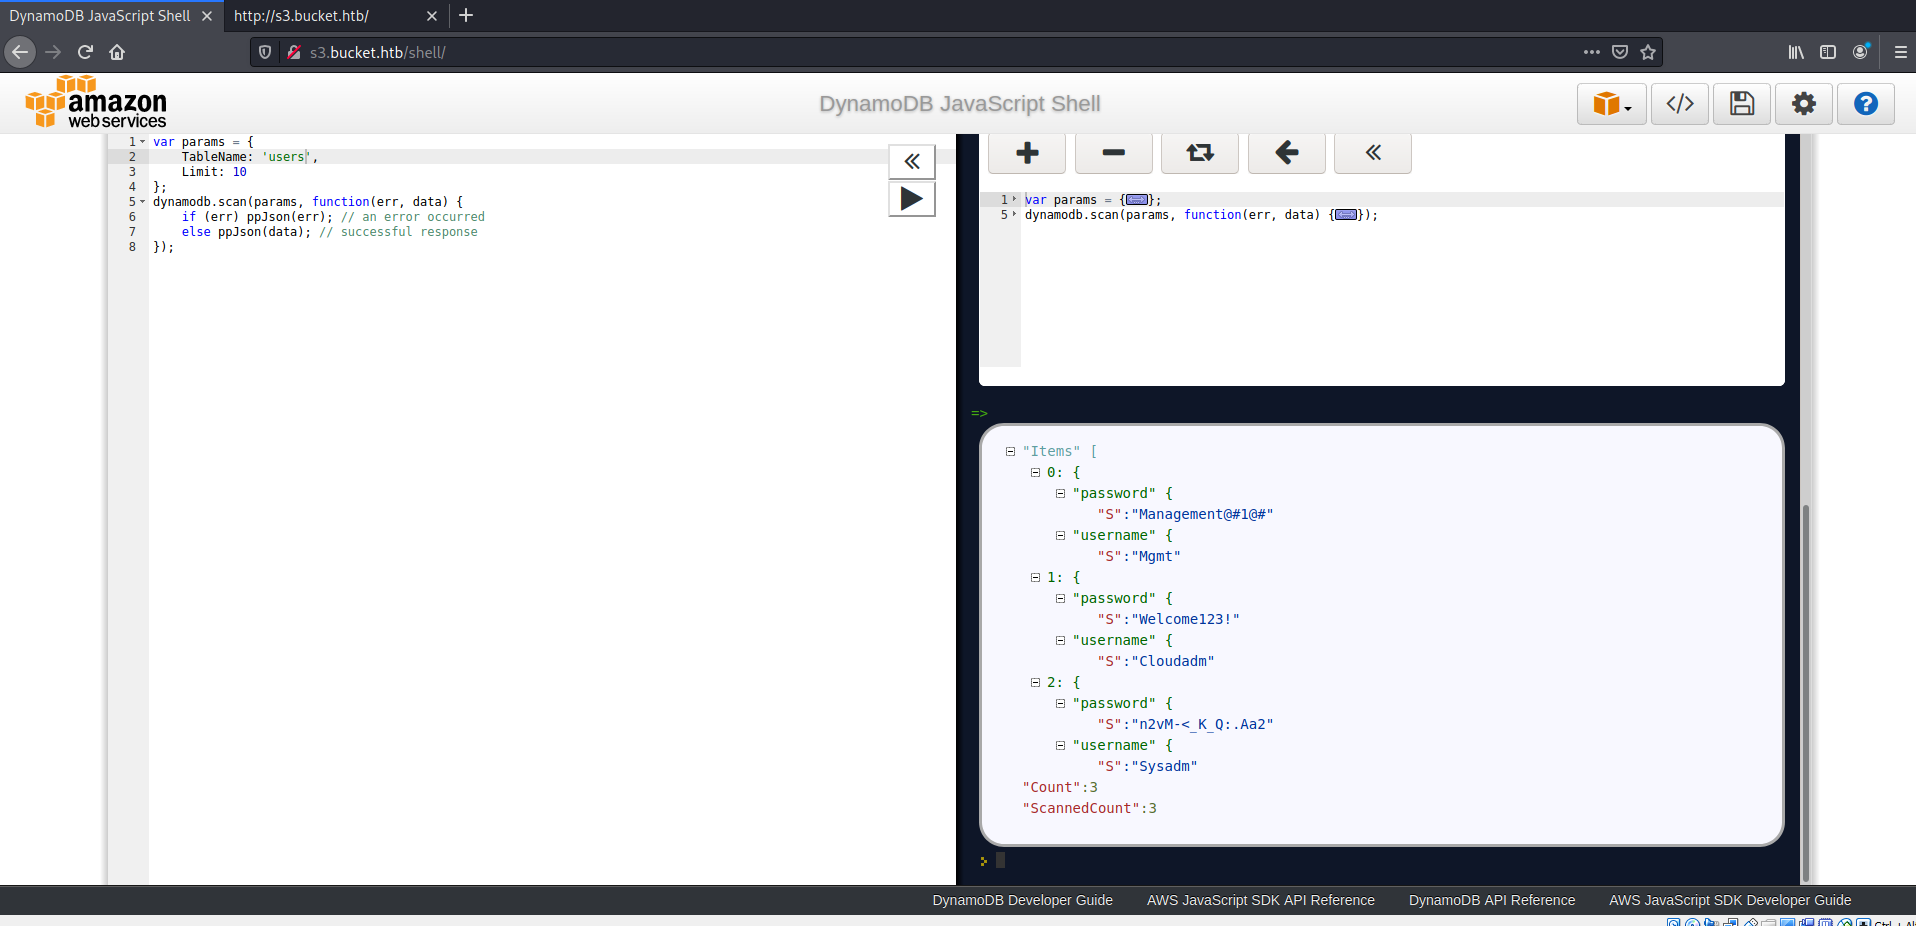 DynamoDB JavaScript Shell
http://s3.bucket.htb/
s3.bucket.htb/shell/
amazon
webservices
DynamoDB JavaScript Shell
1 var params = {
2 TableName: 'users',
3 Limit: 10
4 };
5 dynamodb.scan(params, function(err, data) {
6 if (err) ppJson(err); // an error occurred
7 else ppJson(data); // successful response
8 });
1 var params = {};
5 dynamodb.scan(params, function(err, data) {});
=>
"Items" [
0: {
"password" {
"S":"Management@#1@#"
"username" {
"S":"Mgmt"
1: {
"password" {
"S":"Welcome123!"
"username" {
"S":"Cloudadm"
2: {
"password" {
"S":"n2vM-<_K_Q:.Aa2"
"username" {
"S":"Sysadm"
"Count":3
"ScannedCount":3
DynamoDB Developer Guide AWS JavaScript SDK API Reference DynamoDB API Reference AWS JavaScript SDK Developer Guide